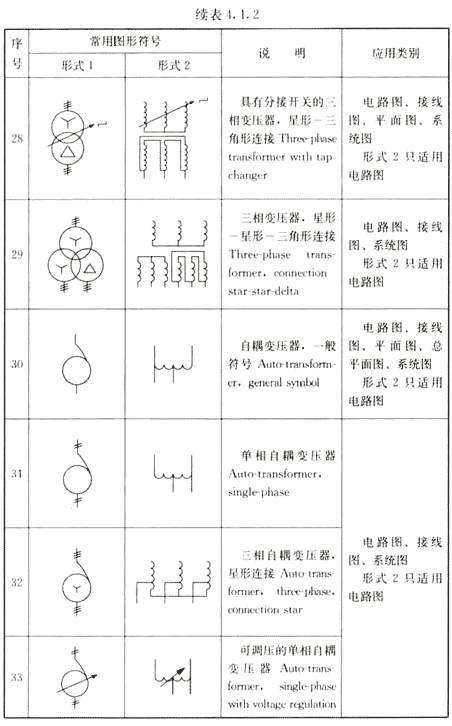 续表 4.1.2
序号
常用图形符号
说 明
应用类别
形式 1
形式 2
28
具有分接开关的三
相变压器，星形－三
角形连接 Three-phase
transformer with tap
changer
电路图、接线
图、平面图、系
统图
形式 2 只适用
电路图
29
三相变压器，星形
－星形－三角形连接
Three-phase trans-
former，connection
star-star-delta
电路图、接线
图、系统图
形式 2 只适用
电路图
30
自耦变压器，一般
符号 Auto-transform-
er，general symbol
电路图、接线
图、平面图、总
平面图、系统图
形式 2 只适用
电路图
31
单相自耦变压器
Auto-transformer，
single-phase
32
三相自耦变压器，
星形连接 Auto-trans-
former， three-phase，
connection star
电路图、接线
图、系统图
形式 2 只适用
电路图
33
可调压的单相自耦
变压器 Auto-trans-
former， single-phase
with voltage regulation